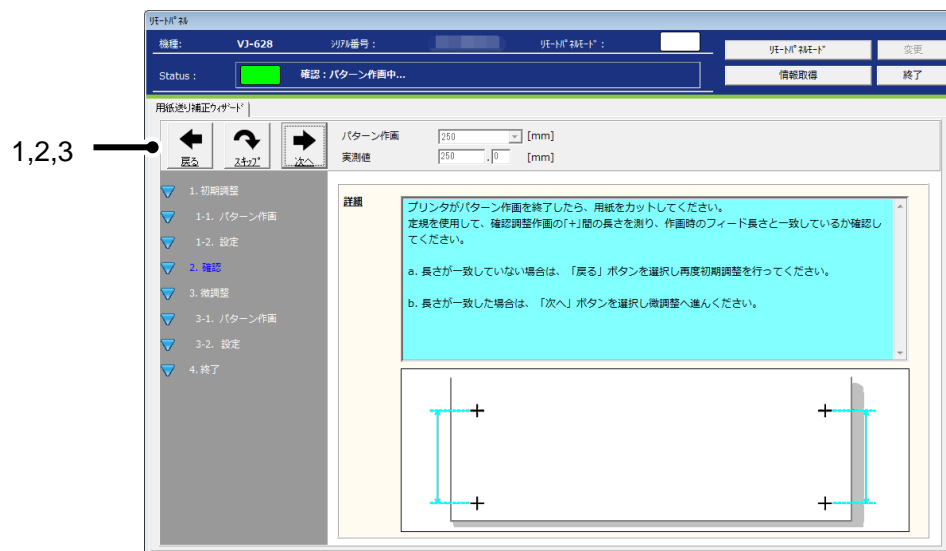 ﾘﾓｰﾄﾊﾟﾈﾙ
機種: VJ-628 ｼﾘｱﾙ番号： ﾘﾓｰﾄﾊﾟﾈﾙﾓｰﾄﾞ： ﾘﾓｰﾄﾊﾟﾈﾙﾓｰﾄﾞ 変更
Status： 確認：パターン作画中... 情報取得 終了
用紙送り補正ｳｨｻﾞｰﾄﾞ
1,2,3
戻る ｽｷｯﾌﾟ 次へ
パターン作画 250 [mm]
実測値 250 . 0 [mm]
1. 初期調整
1-1. パターン作画
1-2. 設定
2. 確認
3. 微調整
3-1. パターン作画
3-2. 設定
4. 終了
詳細
プリンタがパターン作画を終了したら、用紙をカットしてください。
定規を使用して、確認調整作画の｢+｣間の長さを測り、作画時のフィード長さと一致しているか確認し
てください。
a. 長さが一致していない場合は、「戻る」ボタンを選択し再度初期調整を行ってください。
b. 長さが一致した場合は、「次へ」ボタンを選択し微調整へ進んください。